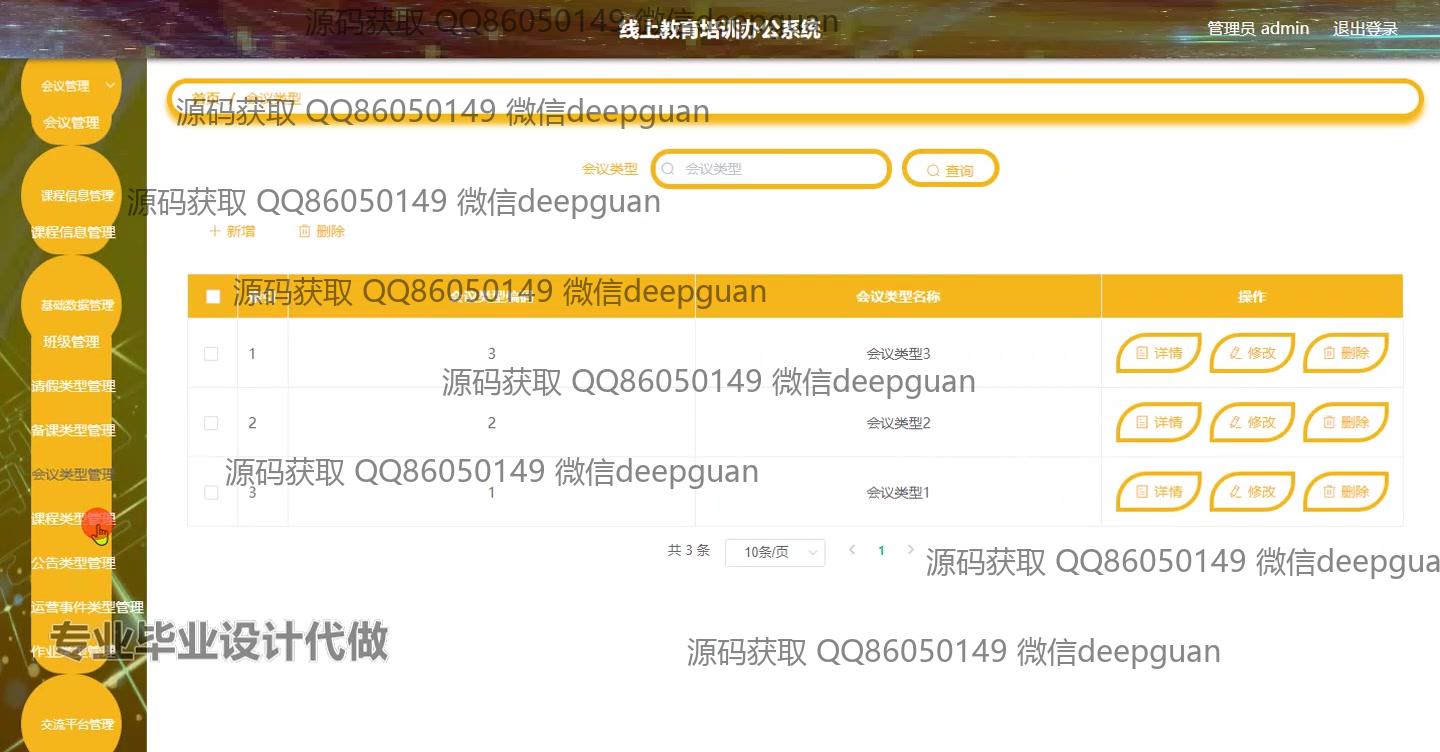 源码获取 QQ86050149 微信deepguan
线上教育培训办公系统
管理员 admin
退出登录
会议管理
会议管理
课程信息管理
课程信息管理
基础数据管理
班级管理
请假类型管理
备课类型管理
会议类型管理
课程类型管理
公告类型管理
运营事件类型管理
作业类型管理
交流平台管理
首页 / 会议类型
源码获取 QQ86050149 微信deepguan
会议类型
会议类型
查询
源码获取 QQ86050149 微信deepguan
新增
删除
源码获取 QQ86050149 微信deepguan
索引 会议类型编码 会议类型名称 操作
1 3 会议类型3 详情 修改 删除
源码获取 QQ86050149 微信deepguan
2 2 会议类型2 详情 修改 删除
源码获取 QQ86050149 微信deepguan
3 1 会议类型1 详情 修改 删除
共 3 条 10条/页 1
源码获取 QQ86050149 微信deepgua
专业毕业设计代做
源码获取 QQ86050149 微信deepguan